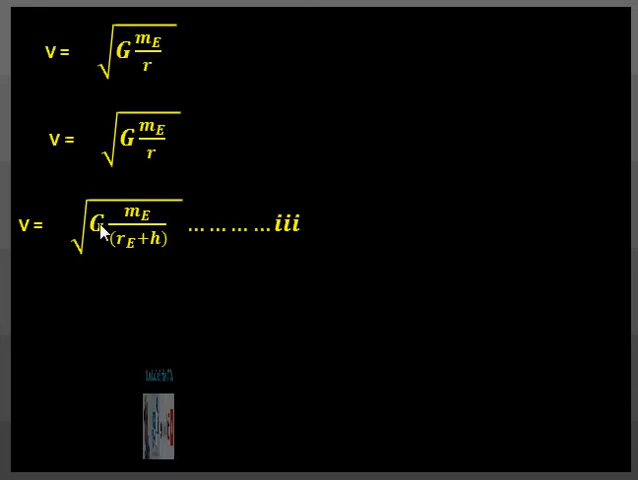 V = √(G m_E / r)
V = √(G m_E / r)
V = √(G m_E / (r_E+h)) ... ... ... ... iii